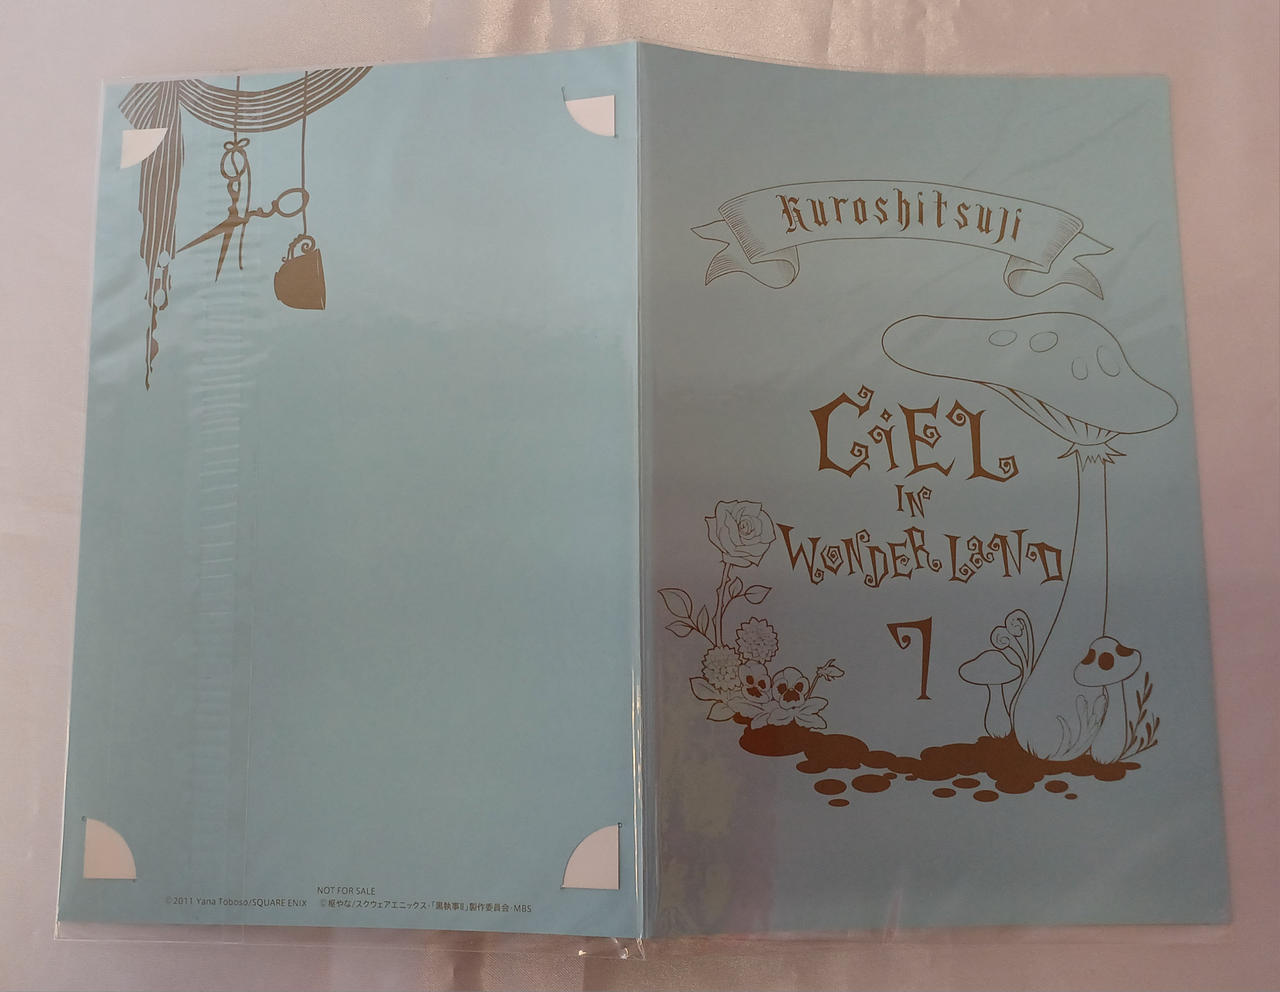 Kuroshitsuji
CiEL
IN
WONDERLAND
7
NOT FOR SALE
©2011 Yana Toboso/SQUARE ENIX ©枢やな/スクウェアエニックス・「黒執事II」製作委員会・MBS